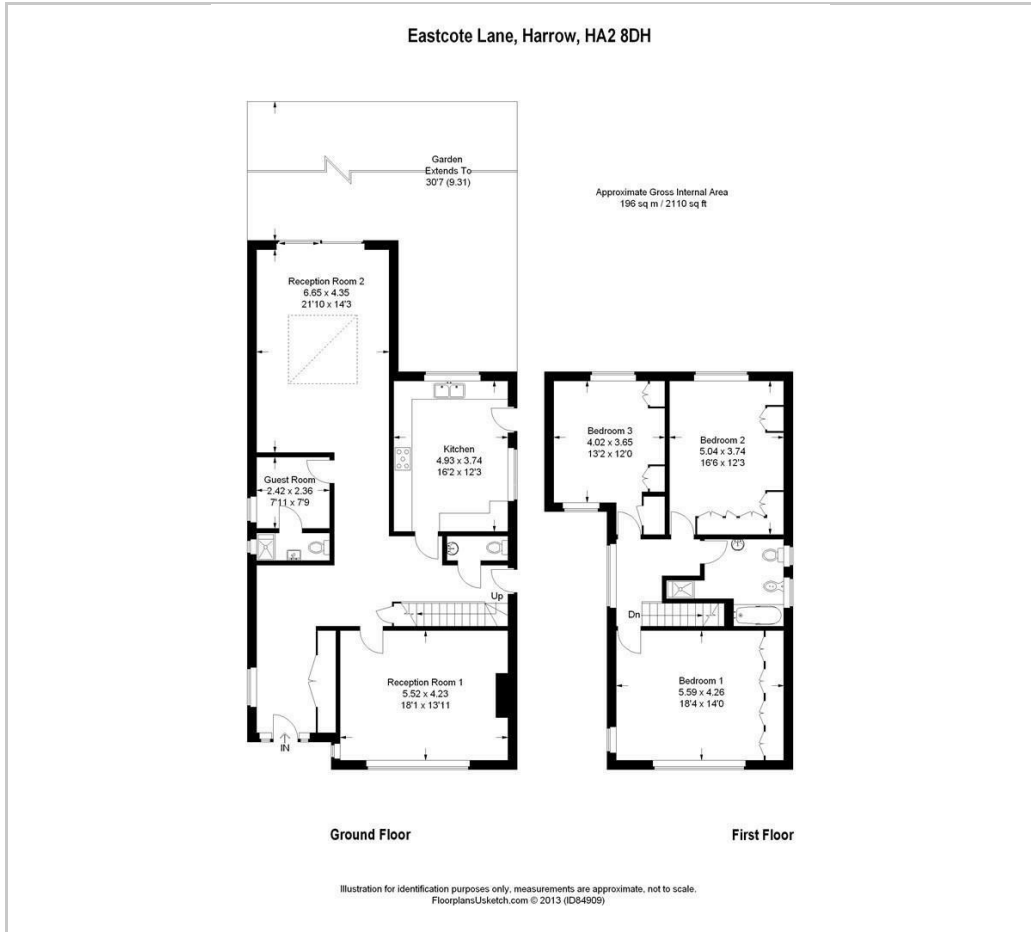 Eastcote Lane, Harrow, HA2 8DH
Garden
Extends To
30'7 (9.31)
Approximate Gross Internal Area
196 sq m / 2110 sq ft
Reception Room 2
6.65 x 4.35
21'10 x 14'3
Kitchen
4.93 x 3.74
16'2 x 12'3
Guest Room
2.42 x 2.36
7'11 x 7'9
Up
Reception Room 1
5.52 x 4.23
18'1 x 13'11
IN
Bedroom 3
4.02 x 3.65
13'2 x 12'0
Bedroom 2
5.04 x 3.74
16'6 x 12'3
Dn
Bedroom 1
5.59 x 4.26
18'4 x 14'0
Ground Floor
First Floor
Illustration for identification purposes only, measurements are approximate, not to scale.
FloorplansUsketch.com © 2013 (ID84909)